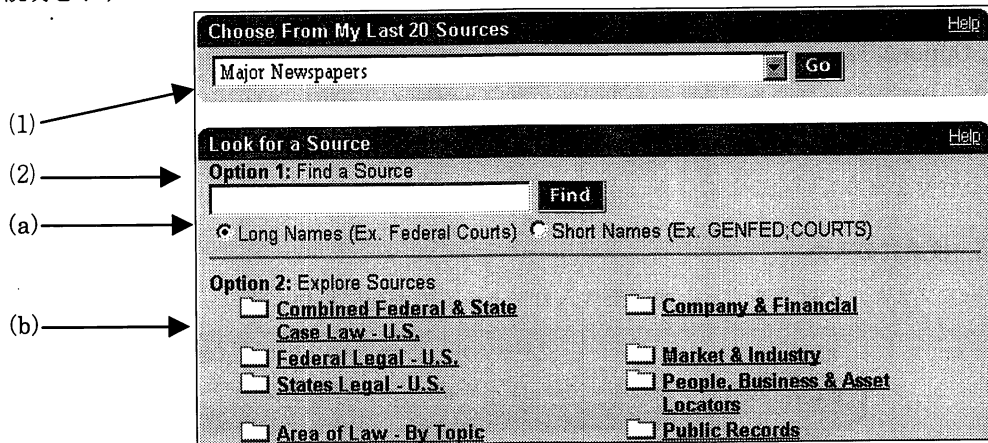 Choose From My Last 20 Sources Help
Major Newspapers Go
(1)
Look for a Source Help
(2)
Option 1: Find a Source
Find
(a)
Long Names (Ex. Federal Courts) Short Names (Ex. GENFED;COURTS)
Option 2: Explore Sources
(b)
Combined Federal & State Company & Financial
Case Law - U.S.
Federal Legal - U.S. Market & Industry
States Legal - U.S. People, Business & Asset
Locators
Area of Law - By Topic Public Records